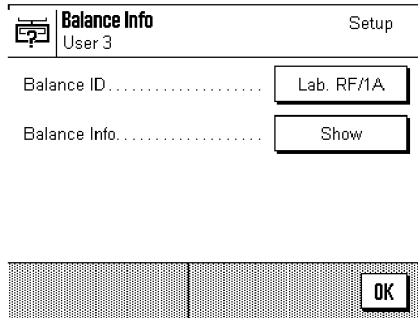 Balance Info Setup
User 3
Balance ID.................... Lab. RF/1A
Balance Info................... Show
OK